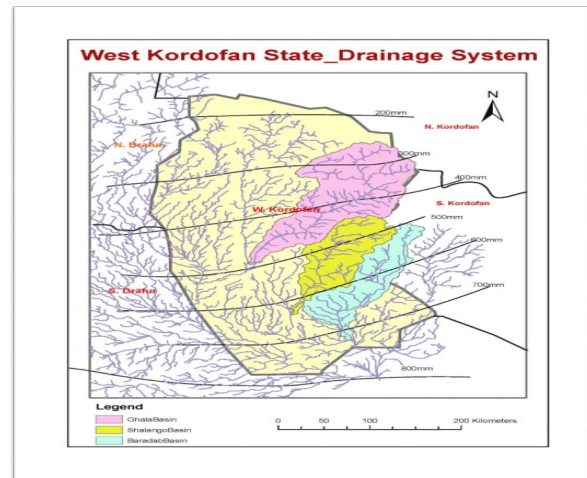 West Kordofan State_Drainage System
N
200mm
N. Kordofan
N. Drafur
300mm
400mm
W. Kordofan
S. Kordofan
500mm
600mm
S. Drafur
700mm
800mm
Legend
GhalaBasin
ShalangoBasin
BaradabBasin
0 50 100 200 Kilometers